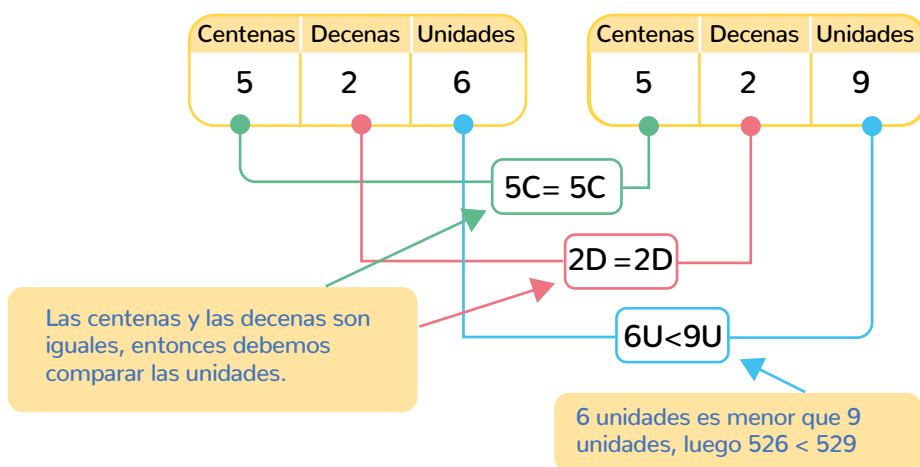 Centenas Decenas Unidades
5 2 6
Centenas Decenas Unidades
5 2 9
5C= 5C
2D =2D
6U<9U
Las centenas y las decenas son
iguales, entonces debemos
comparar las unidades.
6 unidades es menor que 9
unidades, luego 526 < 529